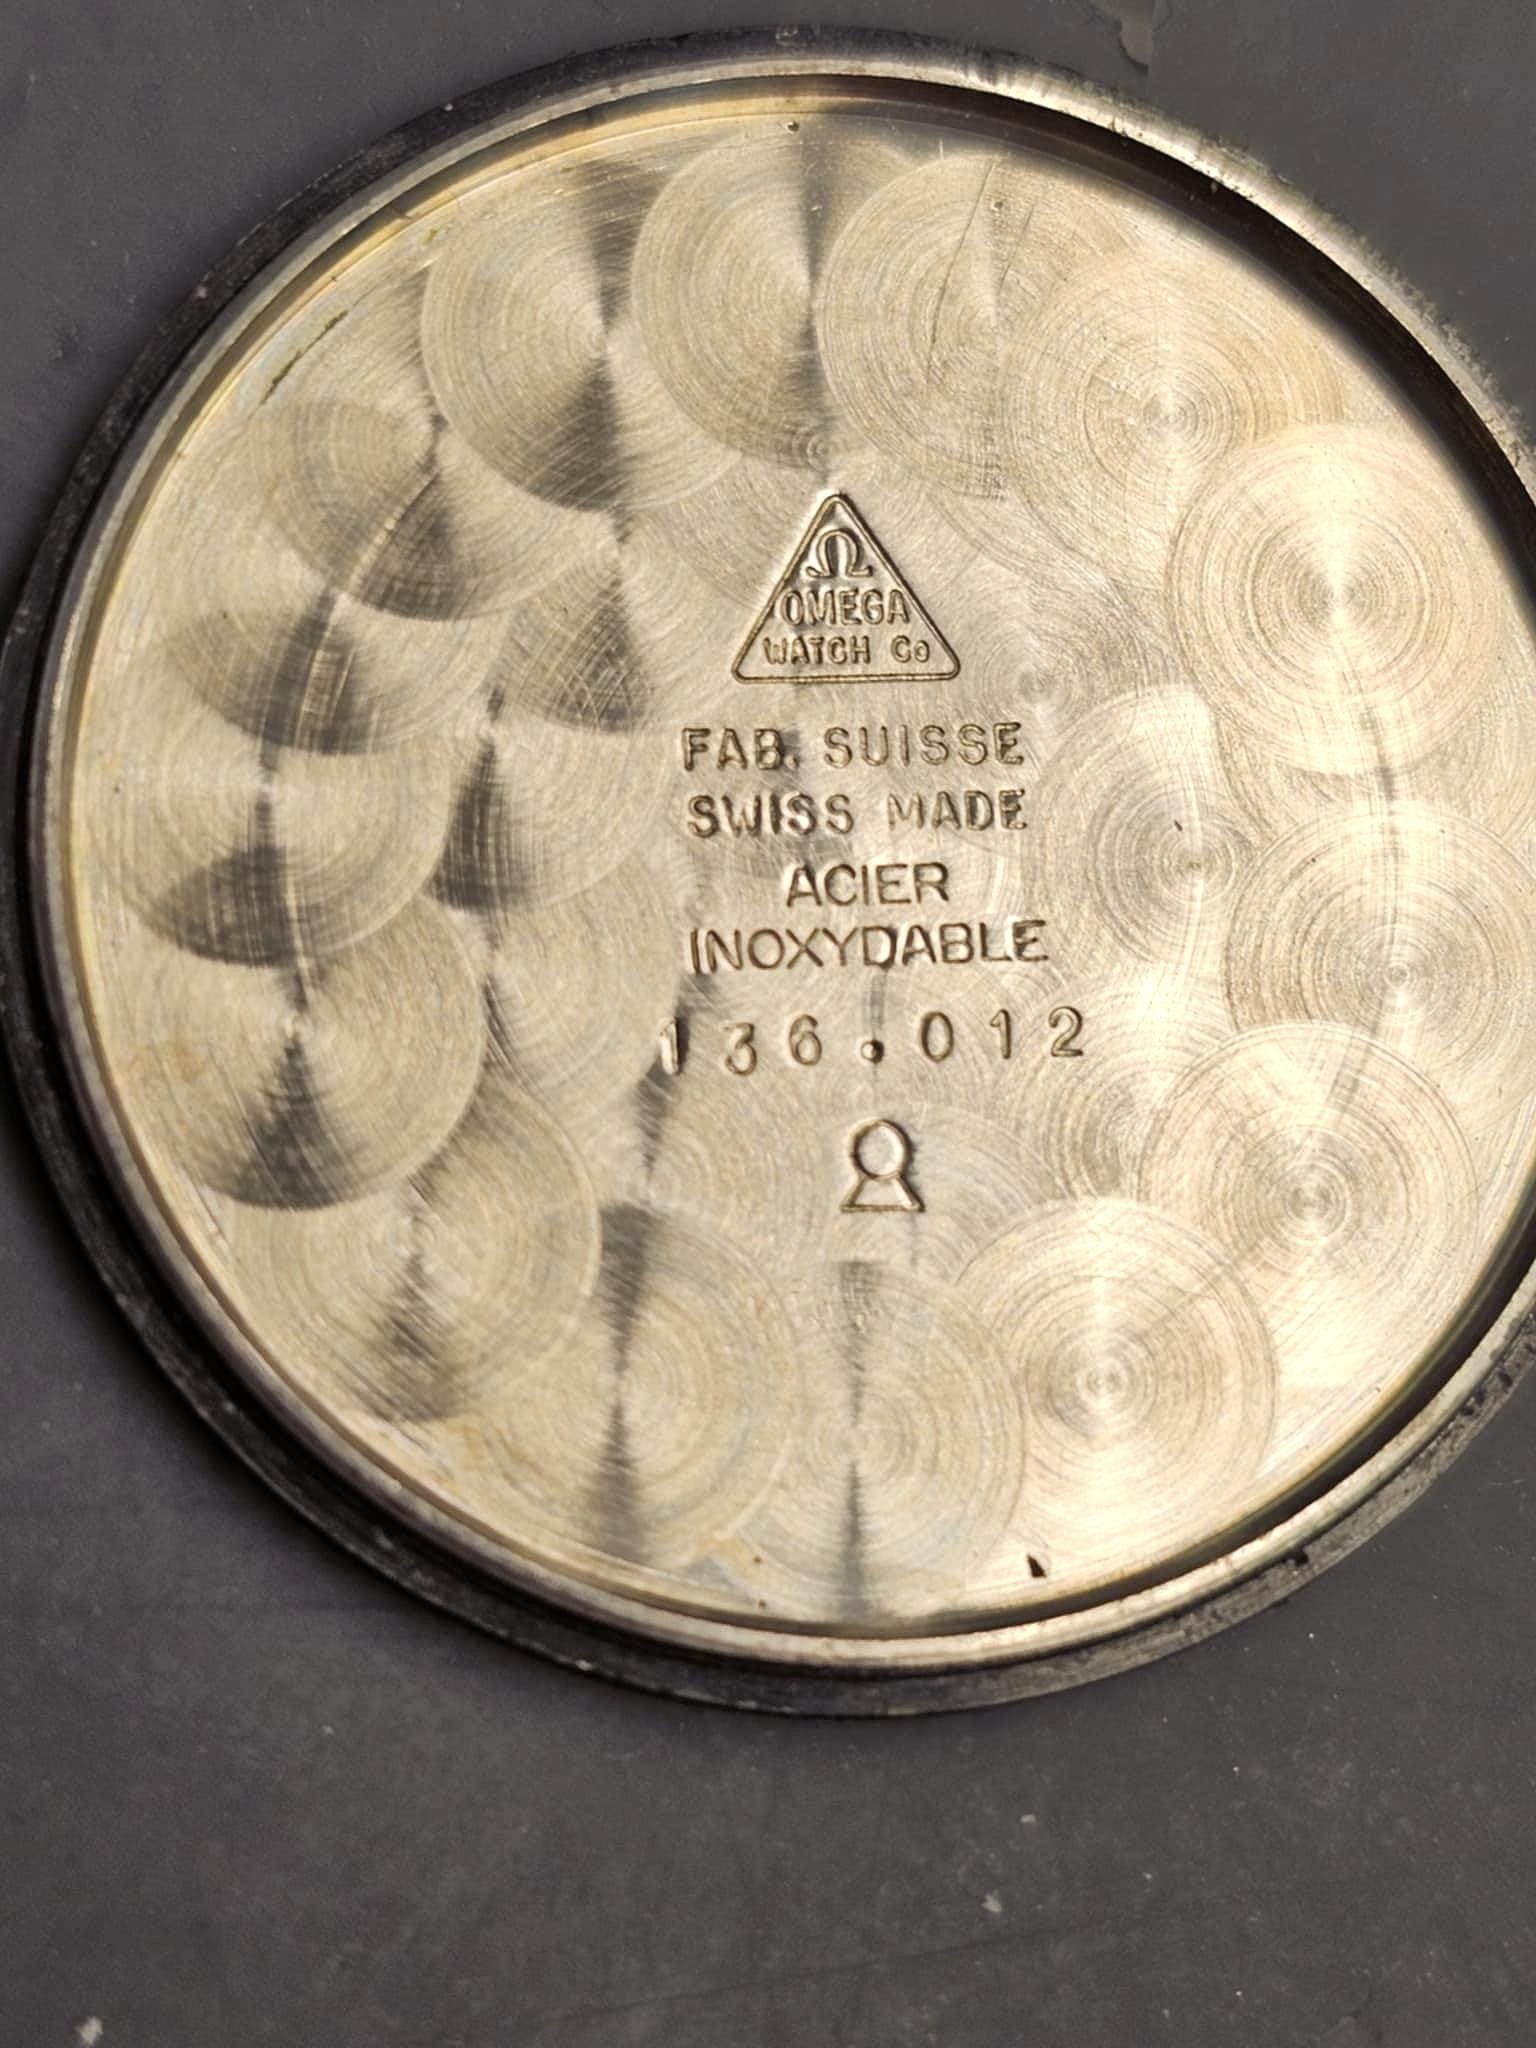 Ω
OMEGA
WATCH Co
FAB. SUISSE
SWISS MADE
ACIER
INOXYDABLE
136.012